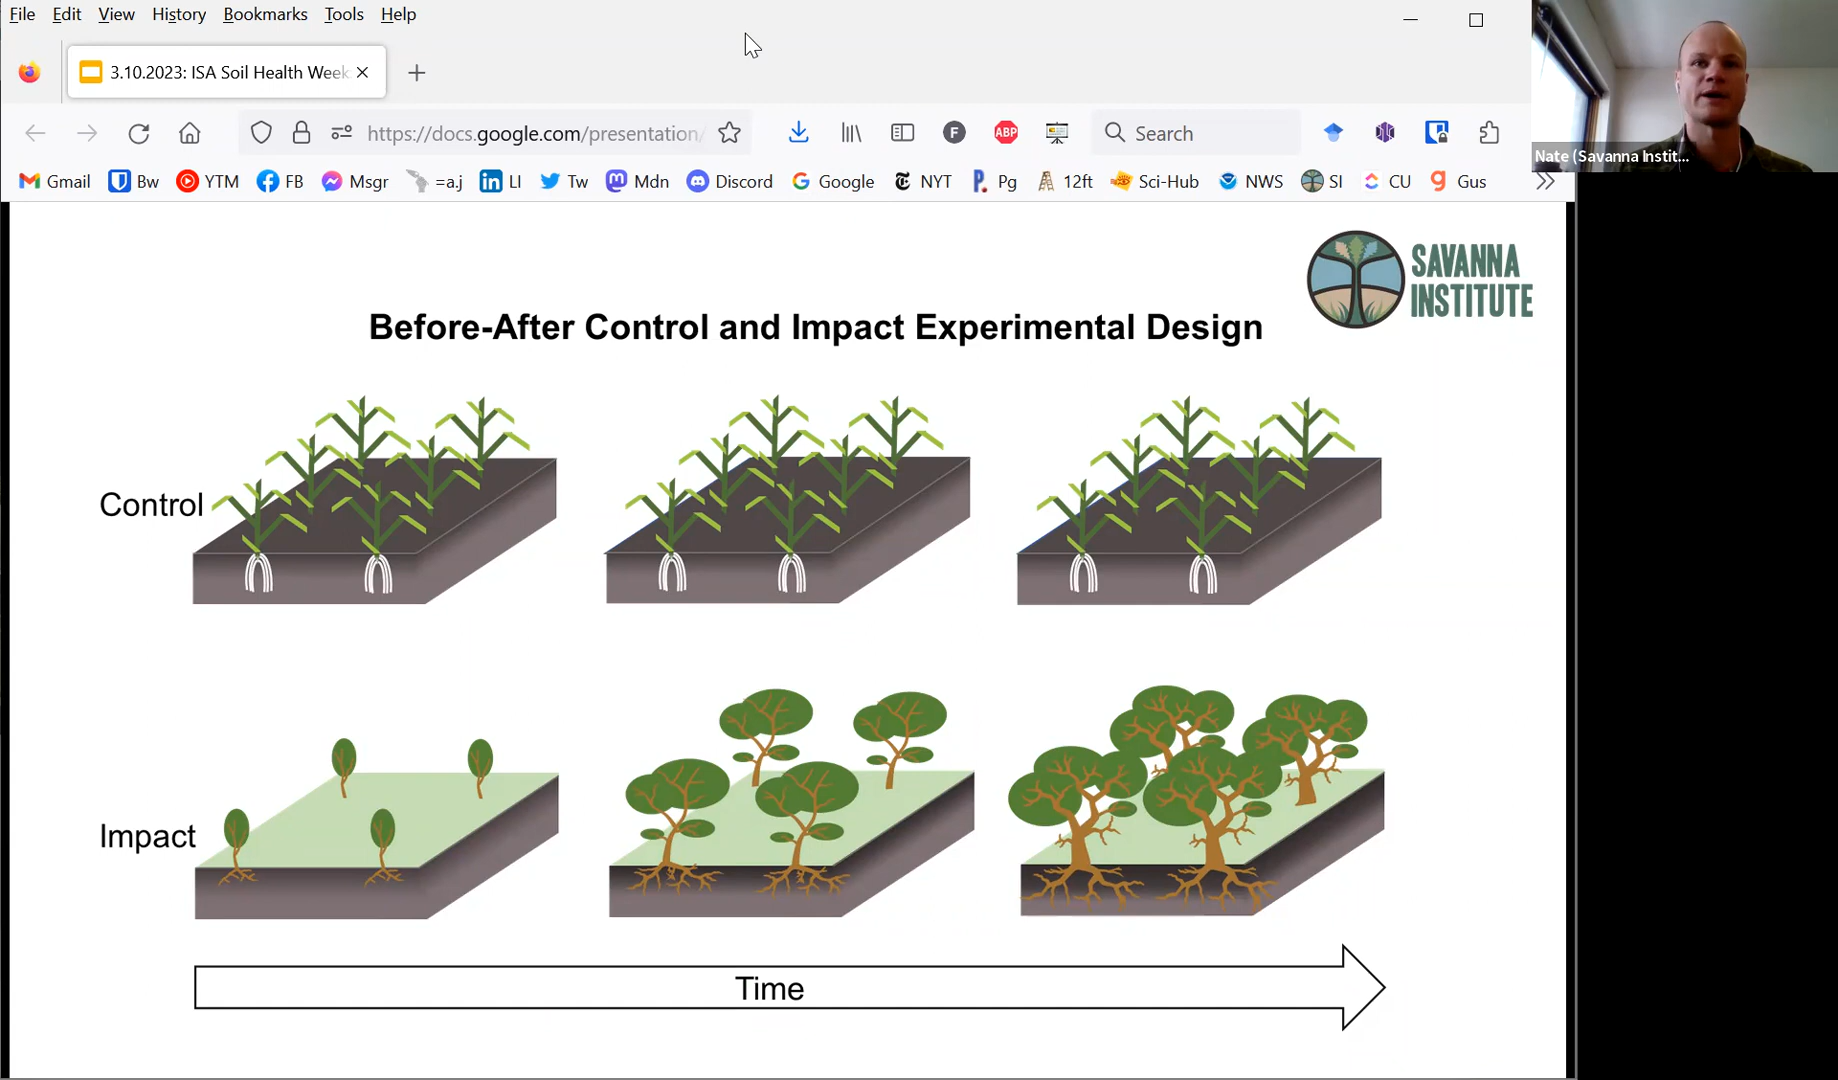 File Edit View History Bookmarks Tools Help
3.10.2023: ISA Soil Health Week
https://docs.google.com/presentation/
F
ABP
Search
Nate (Savanna Instit...
Gmail Bw YTM FB Msgr =a.j LI Tw Mdn Discord Google NYT Pg 12ft Sci-Hub NWS SI CU Gus
SAVANNA
INSTITUTE
Before-After Control and Impact Experimental Design
Control
Impact
Time